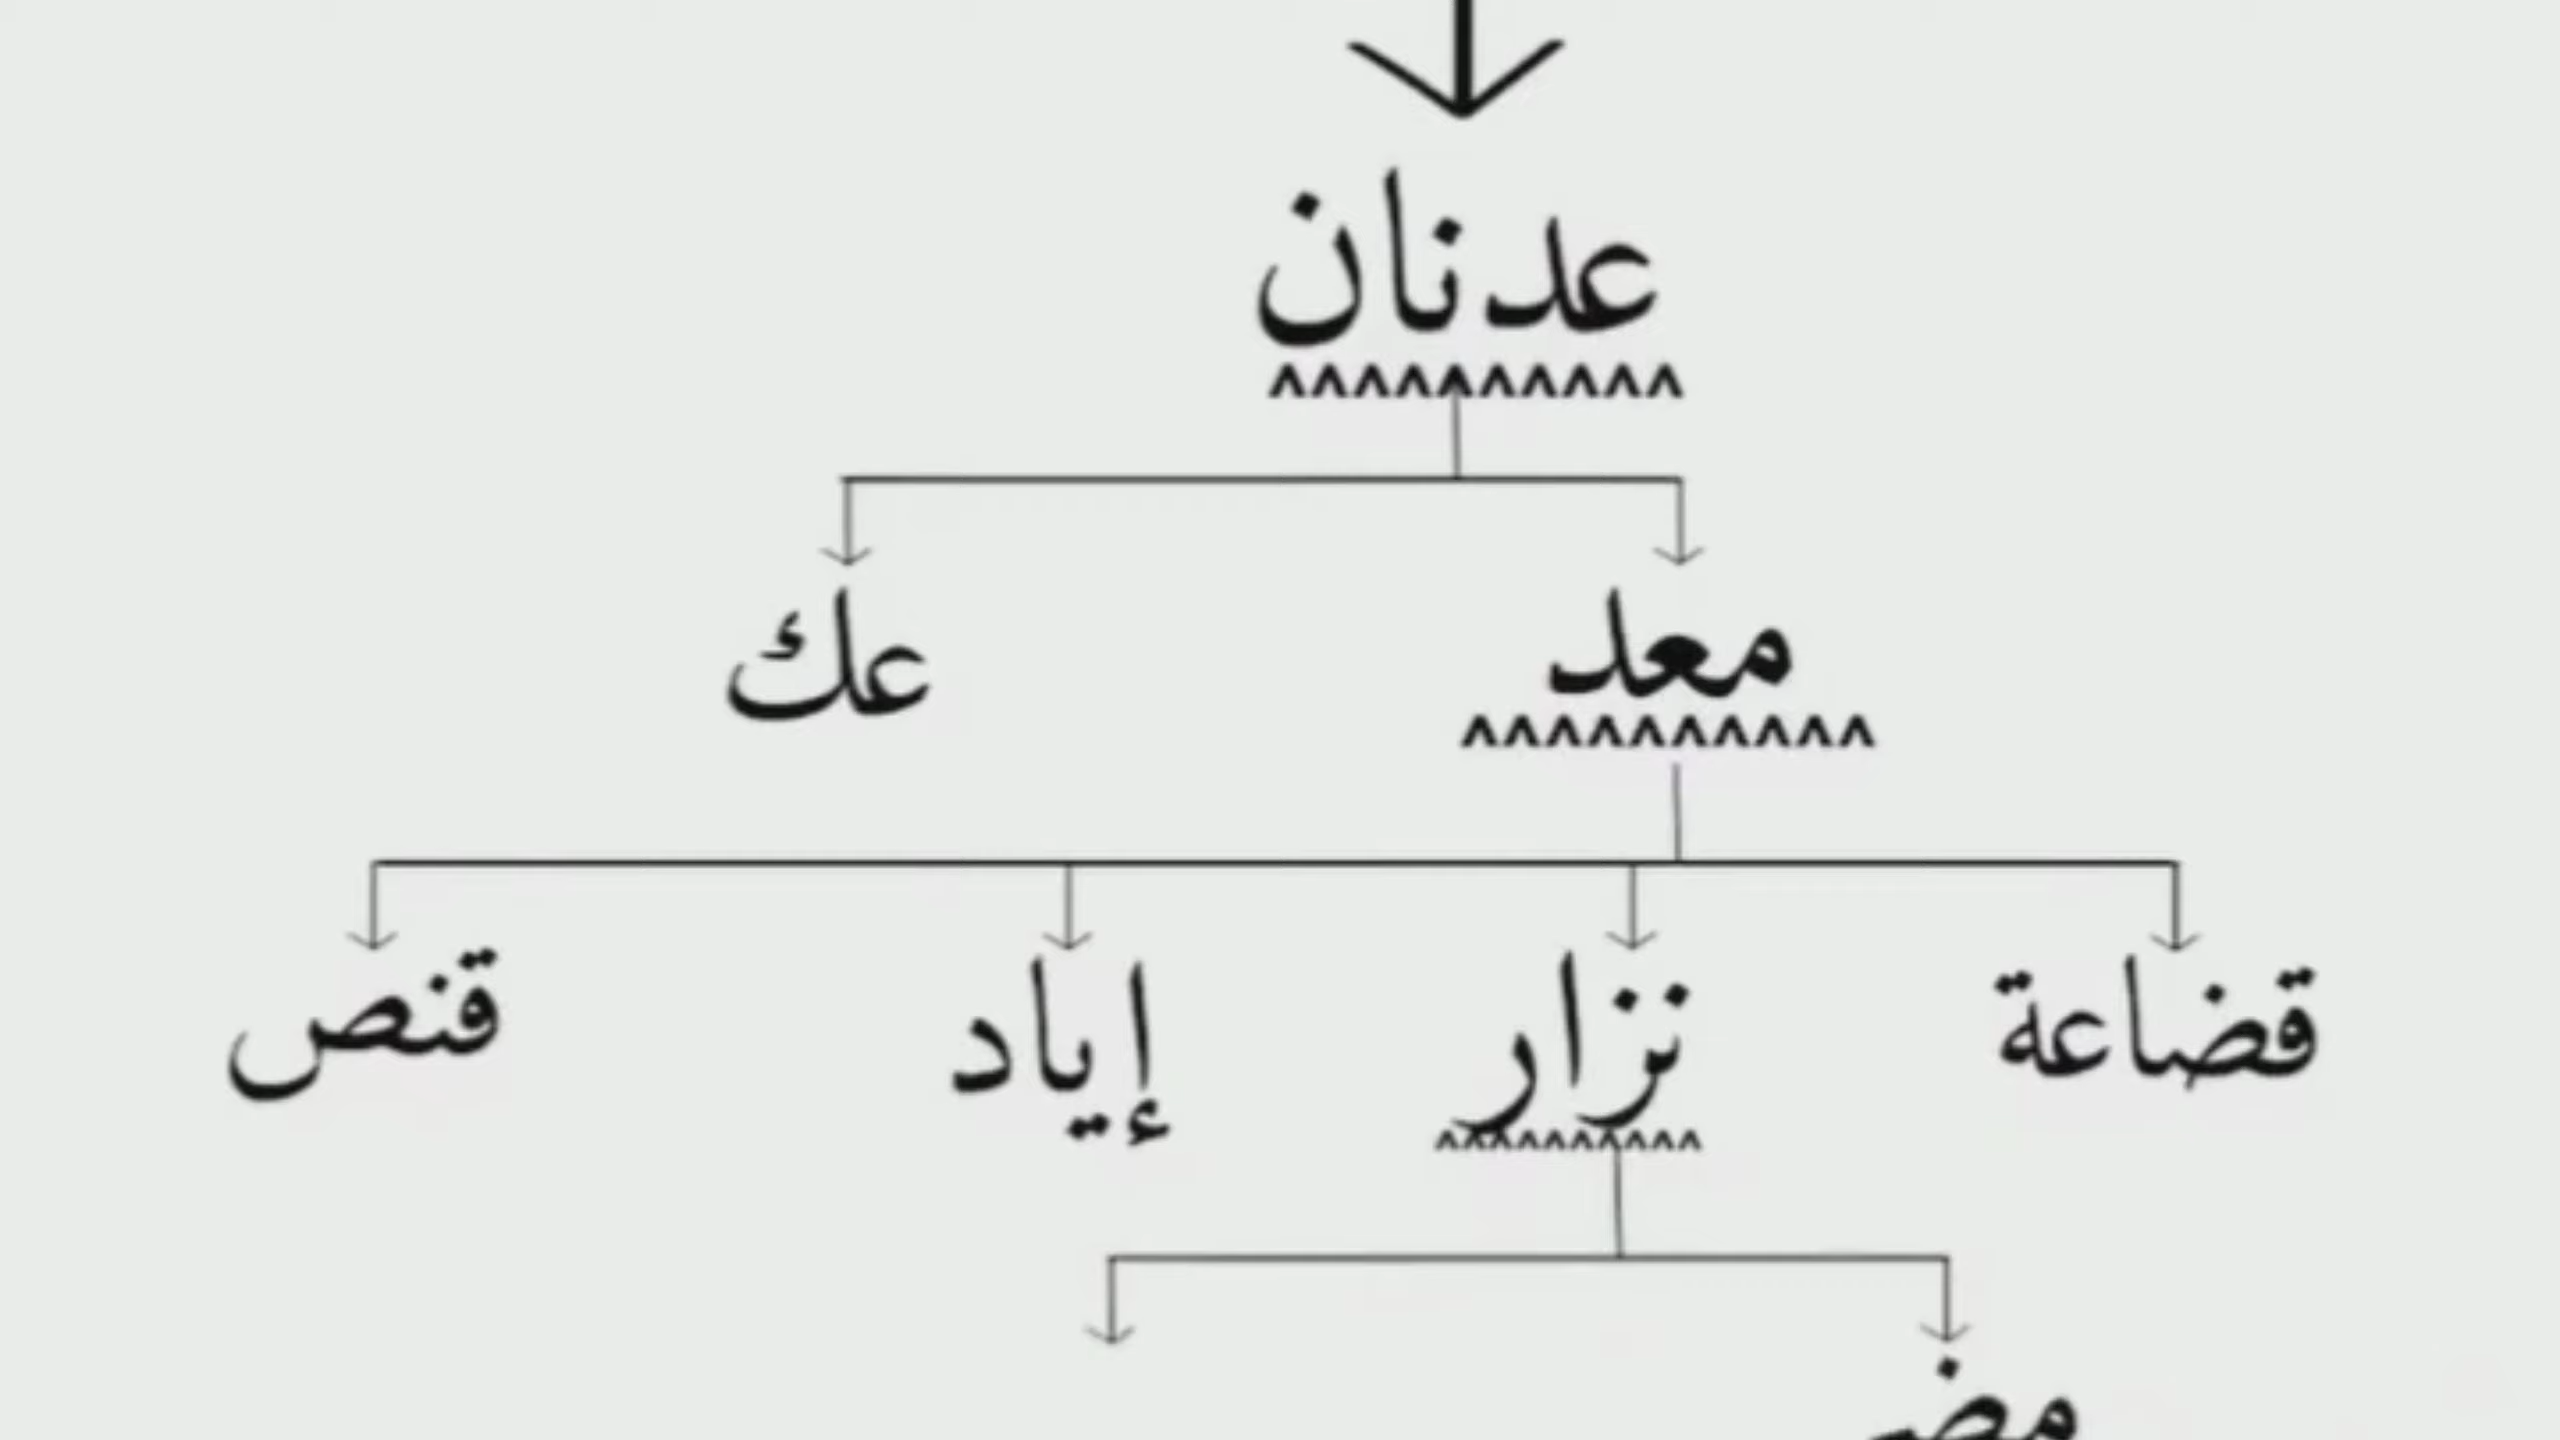 عدنان
معد عك
قضاعة نزار إياد قنص